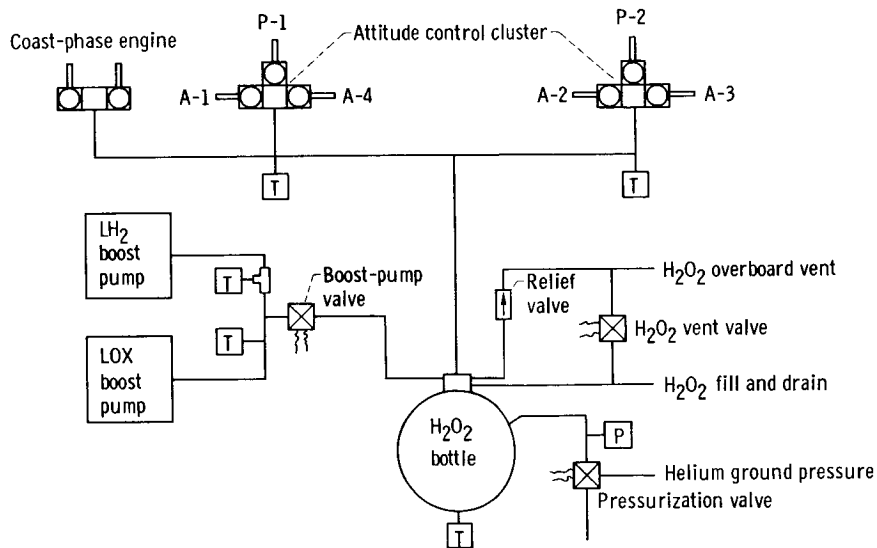 P-1
P-2
Coast-phase engine
Attitude control cluster
A-1
A-4
A-2
A-3
T
T
LH2
boost
pump
T
Boost-pump
valve
T
LOX
boost
pump
Relief
valve
H2O2 overboard vent
H2O2 vent valve
H2O2 fill and drain
H2O2
bottle
P
Helium ground pressure
Pressurization valve
T